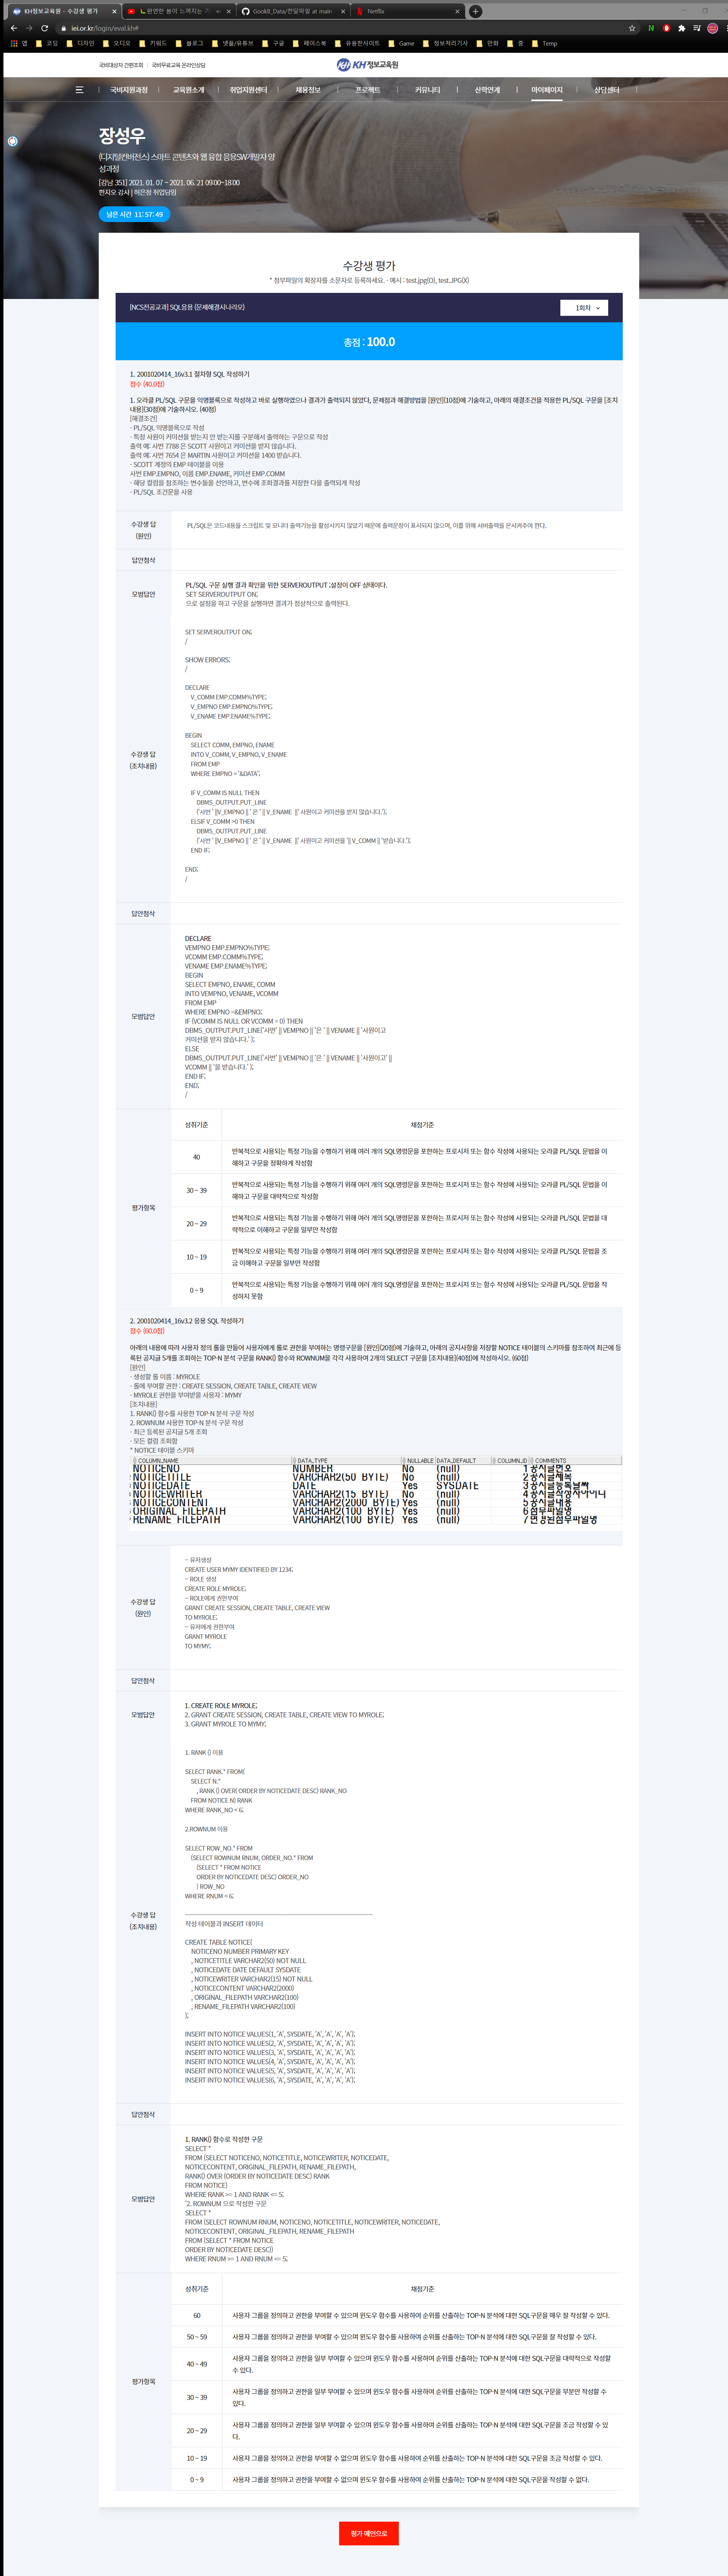 KH정보교육원 - 수강생 평가
Gookll_Data/전달파일 at main
Netflix
iei.or.kr/login/eval.kh#
앱 코딩 디자인 오디오 키워드 블로그 넷플/유튜브 구글 페이스북 유용한사이트 Game 정보처리기사 만화 줌 Temp
국비대상자 간편조회 | 국비무료교육 온라인상담
KH정보교육원
국비지원과정 교육원소개 취업지원센터 채용정보 프로젝트 커뮤니티 산학연계 마이페이지 상담센터
장성우
(디지털컨버전스) 스마트 콘텐츠와 웹 융합 응용SW개발자 양
성과정
[강남 351] 2021. 01. 07 ~ 2021. 06. 21 09:00~18:00
한지오 강사 | 허은정 취업담임
남은 시간 11: 57: 49
수강생 평가
* 첨부파일의 확장자를 소문자로 등록하세요. - 예시 : test.jpg(O), test.JPG(X)
[NCS전공교과] SQL응용 (문제해결시나리오)
1회차
총점 : 100.0
1. 2001020414_16v3.1 절차형 SQL 작성하기
점수 (40.0점)
1. 오라클 PL/SQL 구문을 익명블록으로 작성하고 바로 실행하였으나 결과가 출력되지 않았다, 문제점과 해결방법을 [원인](10점)에 기술하고, 아래의 해결조건을 적용한 PL/SQL 구문을 [조치
내용](30점)에 기술하시오. (40점)
[해결조건]
- PL/SQL 익명블록으로 작성
- 특정 사원이 커미션을 받는지 안 받는지를 구분해서 출력하는 구문으로 작성
출력 예: 사번 7788 은 SCOTT 사원이고 커미션을 받지 않습니다.
출력 예: 사번 7654 은 MARTIN 사원이고 커미션을 1400 받습니다.
- SCOTT 계정의 EMP 테이블을 이용
사번 EMP.EMPNO, 이름 EMP.ENAME, 커미션 EMP.COMM
- 해당 컬럼을 참조하는 변수들을 선언하고, 변수에 조회결과를 저장한 다음 출력되게 작성
- PL/SQL 조건문을 사용
수강생 답
(원인)
PL/SQL은 코드내용을 스크립트 및 모니터 출력기능을 활성시키지 않았기 때문에 출력문장이 표시되지 않으며, 이를 위해 서버출력을 온시켜주여 한다.
답안첨삭
모범답안
PL/SQL 구문 실행 결과 확인을 위한 SERVEROUTPUT ;설정이 OFF 상태이다.
SET SERVEROUTPUT ON;
으로 설정을 하고 구문을 실행하면 결과가 정상적으로 출력된다.
수강생 답
(조치내용)
SET SERVEROUTPUT ON;
/
SHOW ERRORS;
/
DECLARE
V_COMM EMP.COMM%TYPE;
V_EMPNO EMP.EMPNO%TYPE;
V_ENAME EMP.ENAME%TYPE;
BEGIN
SELECT COMM, EMPNO, ENAME
INTO V_COMM, V_EMPNO, V_ENAME
FROM EMP
WHERE EMPNO = '&DATA';
IF V_COMM IS NULL THEN
DBMS_OUTPUT.PUT_LINE
('사번 ' ||V_EMPNO || ' 은 ' || V_ENAME ||' 사원이고 커미션을 받지 않습니다.');
ELSIF V_COMM >0 THEN
DBMS_OUTPUT.PUT_LINE
('사번 ' ||V_EMPNO || ' 은 ' || V_ENAME ||' 사원이고 커미션을 '|| V_COMM || '받습니다.');
END IF;
END;
/
답안첨삭
모범답안
DECLARE
VEMPNO EMP.EMPNO%TYPE;
VCOMM EMP.COMM%TYPE;
VENAME EMP.ENAME%TYPE;
BEGIN
SELECT EMPNO, ENAME, COMM
INTO VEMPNO, VENAME, VCOMM
FROM EMP
WHERE EMPNO =&EMPNO;
IF (VCOMM IS NULL OR VCOMM = 0) THEN
DBMS_OUTPUT.PUT_LINE('사번' || VEMPNO || '은 ' || VENAME || '사원이고
커미션을 받지 않습니다.' );
ELSE
DBMS_OUTPUT.PUT_LINE('사번' || VEMPNO || '은 ' || VENAME || '사원이고' ||
VCOMM || '을 받습니다.' );
END IF;
END;
/
평가항목
성취기준 채점기준
40 반복적으로 사용되는 특정 기능을 수행하기 위해 여러 개의 SQL명령문을 포함하는 프로시저 또는 함수 작성에 사용되는 오라클 PL/SQL 문법을 이
해하고 구문을 정확하게 작성함
30 ~ 39 반복적으로 사용되는 특정 기능을 수행하기 위해 여러 개의 SQL명령문을 포함하는 프로시저 또는 함수 작성에 사용되는 오라클 PL/SQL 문법을 이
해하고 구문을 대략적으로 작성함
20 ~ 29 반복적으로 사용되는 특정 기능을 수행하기 위해 여러 개의 SQL명령문을 포함하는 프로시저 또는 함수 작성에 사용되는 오라클 PL/SQL 문법을 대
략적으로 이해하고 구문을 일부만 작성함
10 ~ 19 반복적으로 사용되는 특정 기능을 수행하기 위해 여러 개의 SQL명령문을 포함하는 프로시저 또는 함수 작성에 사용되는 오라클 PL/SQL 문법을 조
금 이해하고 구문을 일부만 작성함
0 ~ 9 반복적으로 사용되는 특정 기능을 수행하기 위해 여러 개의 SQL명령문을 포함하는 프로시저 또는 함수 작성에 사용되는 오라클 PL/SQL 문법을 작
성하지 못함
2. 2001020414_16v3.2 응용 SQL 작성하기
점수 (60.0점)
아래의 내용에 따라 사용자 정의 롤을 만들어 사용자에게 롤로 권한을 부여하는 명령구문을 [원인](20점)에 기술하고, 아래의 공지사항을 저장할 NOTICE 테이블의 스키마를 참조하여 최근에 등
록된 공지글 5개를 조회하는 TOP-N 분석 구문을 RANK() 함수와 ROWNUM을 각각 사용하여 2개의 SELECT 구문을 [조치내용](40점)에 작성하시오. (60점)
[원인]
- 생성할 롤 이름 : MYROLE
- 롤에 부여할 권한 : CREATE SESSION, CREATE TABLE, CREATE VIEW
- MYROLE 권한을 부여받을 사용자 : MYMY
[조치내용]
1. RANK() 함수를 사용한 TOP-N 분석 구문 작성
2. ROWNUM 사용한 TOP-N 분석 구문 작성
- 최근 등록된 공지글 5개 조회
- 모든 컬럼 조회함
* NOTICE 테이블 스키마
COLUMN_NAME DATA_TYPE NULLABLE DATA_DEFAULT COLUMN_ID COMMENTS
NOTICENO NUMBER No (null) 1 공지글번호
NOTICETITLE VARCHAR2(50 BYTE) No (null) 2 공지글제목
NOTICEDATE DATE Yes SYSDATE 3 공지글등록날짜
NOTICEWRITER VARCHAR2(15 BYTE) No (null) 4 공지글작성자아이디
NOTICECONTENT VARCHAR2(2000 BYTE) Yes (null) 5 공지글내용
ORIGINAL_FILEPATH VARCHAR2(100 BYTE) Yes (null) 6 첨부파일명
RENAME_FILEPATH VARCHAR2(100 BYTE) Yes (null) 7 변경된첨부파일명
수강생 답
(원인)
-- 유저생성
CREATE USER MYMY IDENTIFIED BY 1234;
-- ROLE 생성
CREATE ROLE MYROLE;
-- ROLE에게 권한부여
GRANT CREATE SESSION, CREATE TABLE, CREATE VIEW
TO MYROLE;
-- 유저에게 권한부여
GRANT MYROLE
TO MYMY;
답안첨삭
모범답안
1. CREATE ROLE MYROLE;
2. GRANT CREATE SESSION, CREATE TABLE, CREATE VIEW TO MYROLE;
3. GRANT MYROLE TO MYMY;
수강생 답
(조치내용)
1. RANK () 이용
SELECT RANK.* FROM(
SELECT N.*
, RANK () OVER( ORDER BY NOTICEDATE DESC) RANK_NO
FROM NOTICE N) RANK
WHERE RANK_NO < 6;
2.ROWNUM 이용
SELECT ROW_NO.* FROM
(SELECT ROWNUM RNUM, ORDER_NO.* FROM
(SELECT * FROM NOTICE
ORDER BY NOTICEDATE DESC) ORDER_NO
) ROW_NO
WHERE RNUM < 6;
작성 테이블과 INSERT 데이터
CREATE TABLE NOTICE(
NOTICENO NUMBER PRIMARY KEY
, NOTICETITLE VARCHAR2(50) NOT NULL
, NOTICEDATE DATE DEFAULT SYSDATE
, NOTICEWRITER VARCHAR2(15) NOT NULL
, NOTICECONTENT VARCHAR2(2000)
, ORIGINAL_FILEPATH VARCHAR2(100)
, RENAME_FILEPATH VARCHAR2(100)
);
INSERT INTO NOTICE VALUES(1, 'A', SYSDATE, 'A', 'A', 'A', 'A');
INSERT INTO NOTICE VALUES(2, 'A', SYSDATE, 'A', 'A', 'A', 'A');
INSERT INTO NOTICE VALUES(3, 'A', SYSDATE, 'A', 'A', 'A', 'A');
INSERT INTO NOTICE VALUES(4, 'A', SYSDATE, 'A', 'A', 'A', 'A');
INSERT INTO NOTICE VALUES(5, 'A', SYSDATE, 'A', 'A', 'A', 'A');
INSERT INTO NOTICE VALUES(6, 'A', SYSDATE, 'A', 'A', 'A', 'A');
답안첨삭
모범답안
1. RANK() 함수로 작성한 구문
SELECT *
FROM (SELECT NOTICENO, NOTICETITLE, NOTICEWRITER, NOTICEDATE,
NOTICECONTENT, ORIGINAL_FILEPATH, RENAME_FILEPATH,
RANK() OVER (ORDER BY NOTICEDATE DESC) RANK
FROM NOTICE)
WHERE RANK >= 1 AND RANK <= 5;
'2. ROWNUM 으로 작성한 구문
SELECT *
FROM (SELECT ROWNUM RNUM, NOTICENO, NOTICETITLE, NOTICEWRITER, NOTICEDATE,
NOTICECONTENT, ORIGINAL_FILEPATH, RENAME_FILEPATH
FROM (SELECT * FROM NOTICE
ORDER BY NOTICEDATE DESC))
WHERE RNUM >= 1 AND RNUM <= 5;
평가항목
성취기준 채점기준
60 사용자 그룹을 정의하고 권한을 부여할 수 있으며 윈도우 함수를 사용하여 순위를 산출하는 TOP-N 분석에 대한 SQL구문을 매우 잘 작성할 수 있다.
50 ~ 59 사용자 그룹을 정의하고 권한을 부여할 수 있으며 윈도우 함수를 사용하여 순위를 산출하는 TOP-N 분석에 대한 SQL구문을 잘 작성할 수 있다.
40 ~ 49 사용자 그룹을 정의하고 권한을 일부 부여할 수 있으며 윈도우 함수를 사용하여 순위를 산출하는 TOP-N 분석에 대한 SQL구문을 대략적으로 작성할
수 있다.
30 ~ 39 사용자 그룹을 정의하고 권한을 일부 부여할 수 있으며 윈도우 함수를 사용하여 순위를 산출하는 TOP-N 분석에 대한 SQL구문을 부분만 작성할 수
있다.
20 ~ 29 사용자 그룹을 정의하고 권한을 일부 부여할 수 있으며 윈도우 함수를 사용하여 순위를 산출하는 TOP-N 분석에 대한 SQL구문을 조금 작성할 수 있
다.
10 ~ 19 사용자 그룹을 정의하고 권한을 부여할 수 없으며 윈도우 함수를 사용하여 순위를 산출하는 TOP-N 분석에 대한 SQL구문을 조금 작성할 수 있다.
0 ~ 9 사용자 그룹을 정의하고 권한을 부여할 수 없으며 윈도우 함수를 사용하여 순위를 산출하는 TOP-N 분석에 대한 SQL구문을 작성할 수 없다.
평가 메인으로